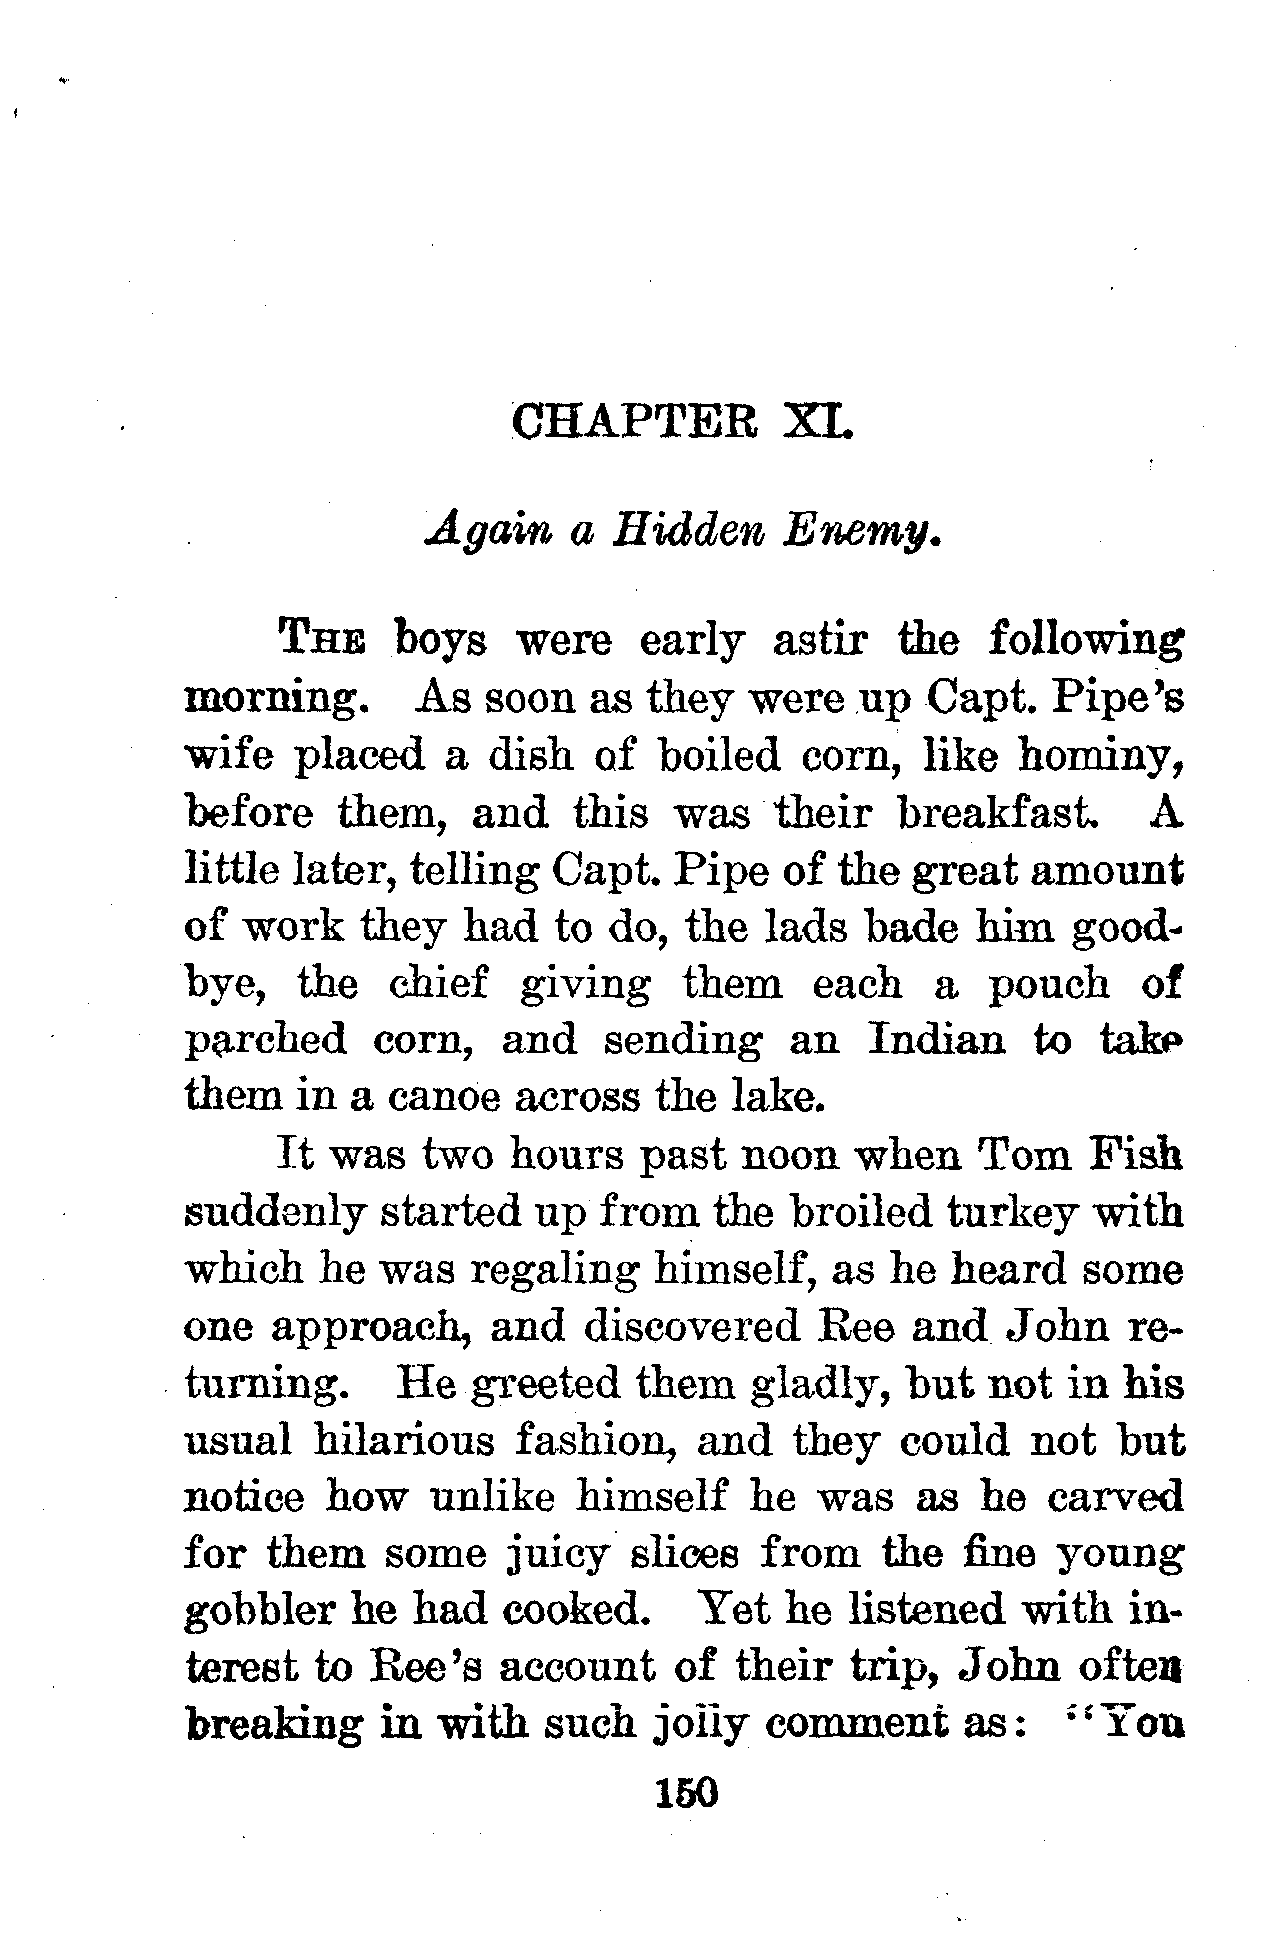 CHAPTER XI.
Again a Hidden Enemy.
THE boys were early astir the following
morning. As soon as they were up Capt. Pipe's
wife placed a dish of boiled corn, like hominy,
before them, and this was their breakfast. A
little later, telling Capt. Pipe of the great amount
of work they had to do, the lads bade him good-
bye, the chief giving them each a pouch of
parched corn, and sending an Indian to take
them in a canoe across the lake.
It was two hours past noon when Tom Fish
suddenly started up from the broiled turkey with
which he was regaling himself, as he heard some
one approach, and discovered Ree and John re-
turning. He greeted them gladly, but not in his
usual hilarious fashion, and they could not but
notice how unlike himself he was as he carved
for them some juicy slices from the fine young
gobbler he had cooked. Yet he listened with in-
terest to Ree's account of their trip, John often
breaking in with such jolly comment as: "You
150